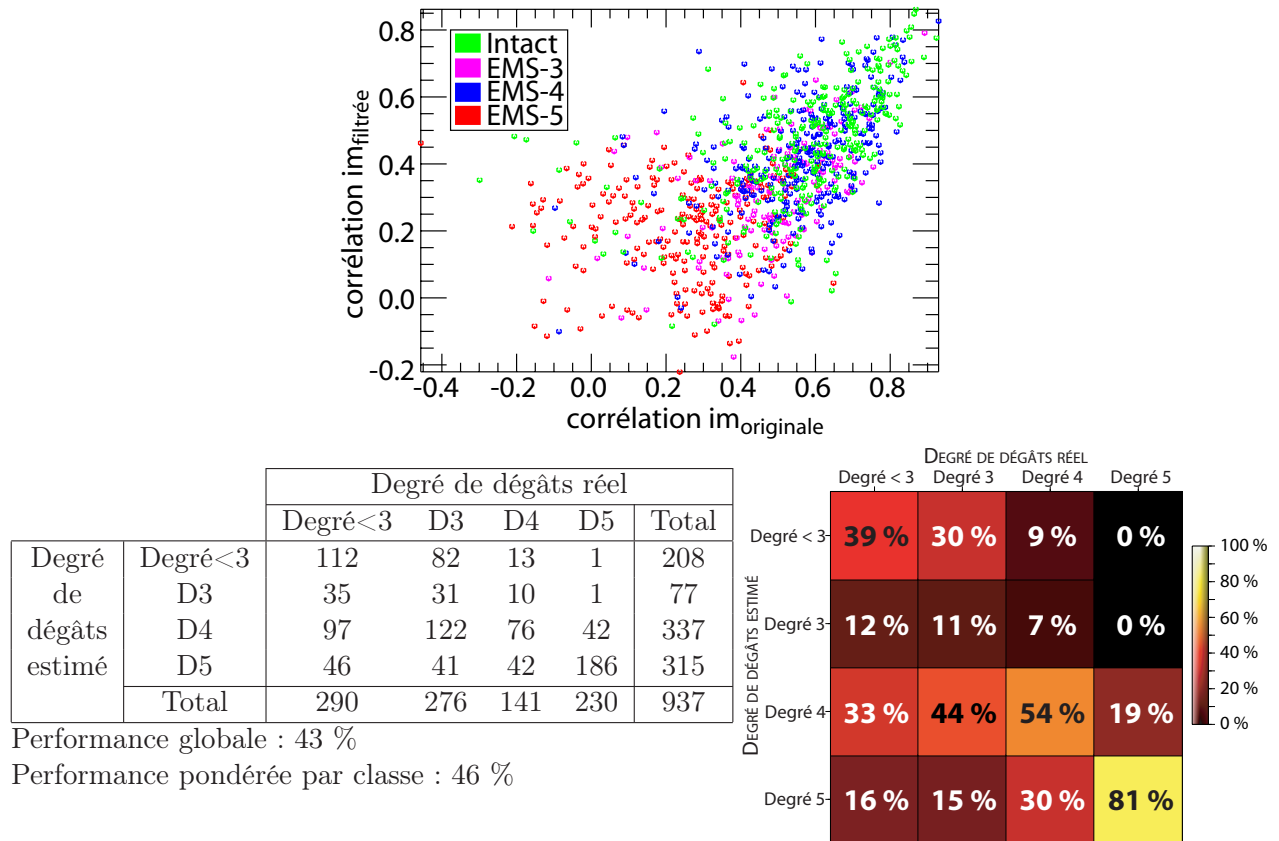 0.8
0.6
0.4
0.2
0.0
-0.2
corrélation im filtrée
Intact
EMS-3
EMS-4
EMS-5
-0.4 -0.2 0.0 0.2 0.4 0.6 0.8
corrélation im originale
Degré de dégâts réel
Degré<3 D3 D4 D5 Total
Degré Degré<3 112 82 13 1 208
de D3 35 31 10 1 77
dégâts D4 97 122 76 42 337
estimé D5 46 41 42 186 315
Total 290 276 141 230 937
Performance globale : 43 %
Performance pondérée par classe : 46 %
DEGRÉ DE DÉGÂTS RÉEL
Degré < 3 Degré 3 Degré 4 Degré 5
DEGRÉ DE DÉGÂTS ESTIMÉ
Degré < 3 39 % 30 % 9 % 0 %
Degré 3 12 % 11 % 7 % 0 %
Degré 4 33 % 44 % 54 % 19 %
Degré 5 16 % 15 % 30 % 81 %
100 %
80 %
60 %
40 %
20 %
0 %